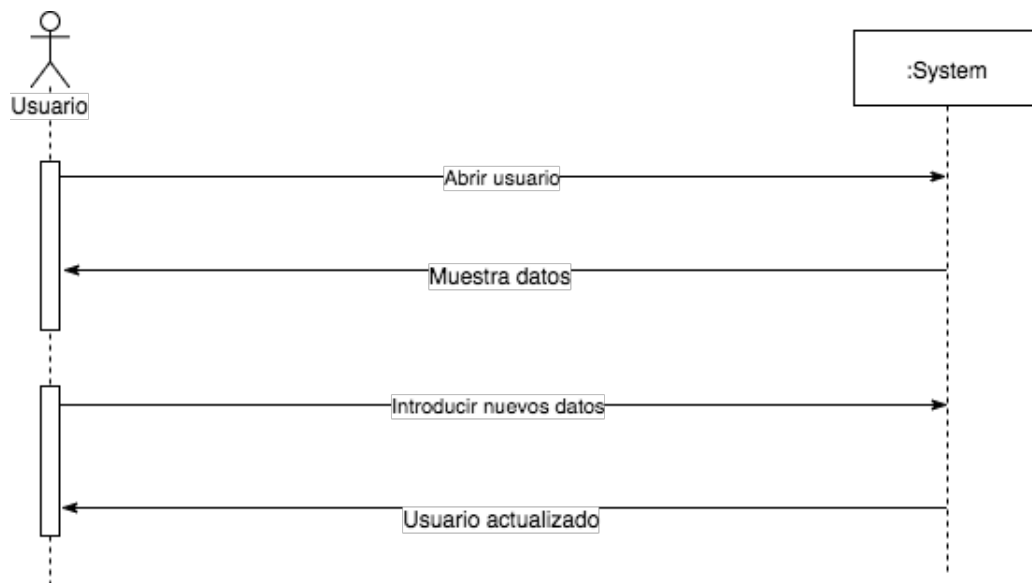 Usuario
:System
Abrir usuario
Muestra datos
Introducir nuevos datos
Usuario actualizado